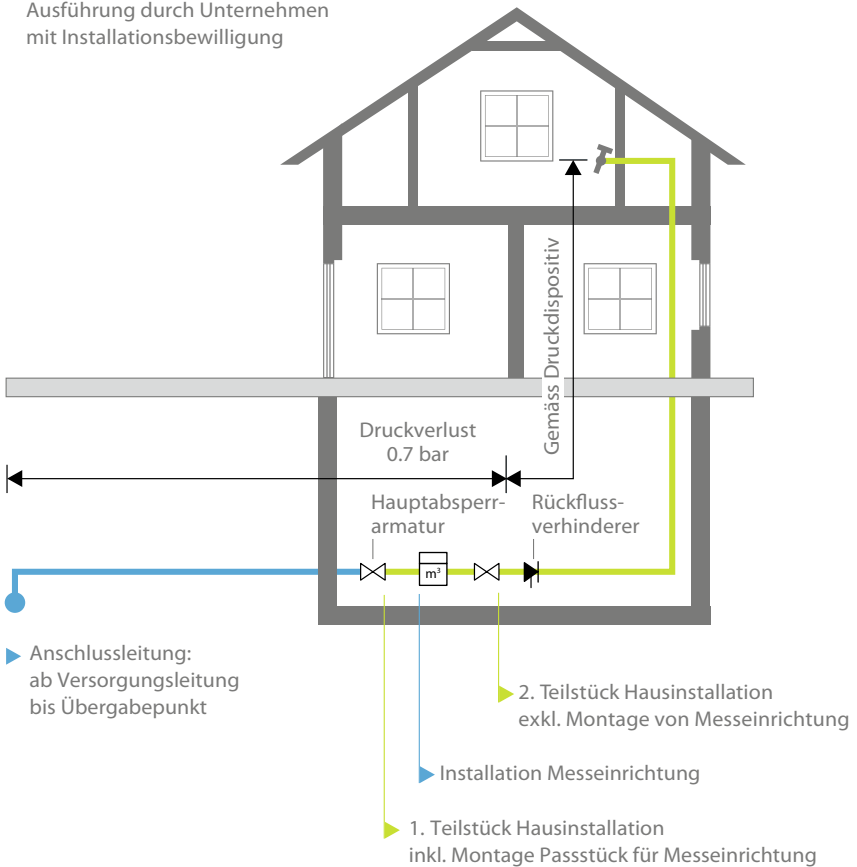 Ausführung durch Unternehmen
mit Installationsbewilligung
Gemäss Druckdispositiv
Druckverlust
0.7 bar
Hauptabsperr-
armatur
Rückfluss-
verhinderer
m³
Anschlussleitung:
ab Versorgungsleitung
bis Übergabepunkt
2. Teilstück Hausinstallation
exkl. Montage von Messeinrichtung
Installation Messeinrichtung
1. Teilstück Hausinstallation
inkl. Montage Passstück für Messeinrichtung